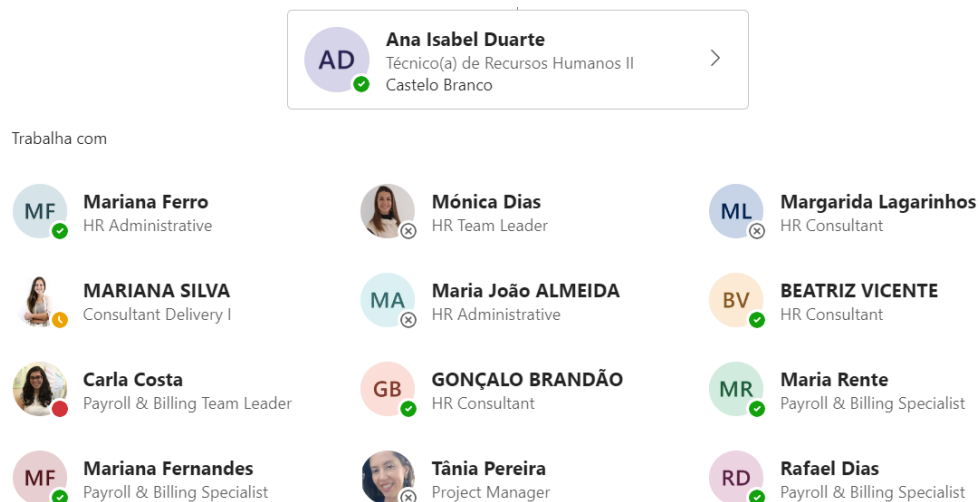 AD
Ana Isabel Duarte
Técnico(a) de Recursos Humanos II
Castelo Branco
Trabalha com
MF
Mariana Ferro
HR Administrative
Mónica Dias
HR Team Leader
ML
Margarida Lagarinhos
HR Consultant
MARIANA SILVA
Consultant Delivery I
MA
Maria João ALMEIDA
HR Administrative
BV
BEATRIZ VICENTE
HR Consultant
Carla Costa
Payroll & Billing Team Leader
GB
GONÇALO BRANDÃO
HR Consultant
MR
Maria Rente
Payroll & Billing Specialist
MF
Mariana Fernandes
Payroll & Billing Specialist
Tânia Pereira
Project Manager
RD
Rafael Dias
Payroll & Billing Specialist